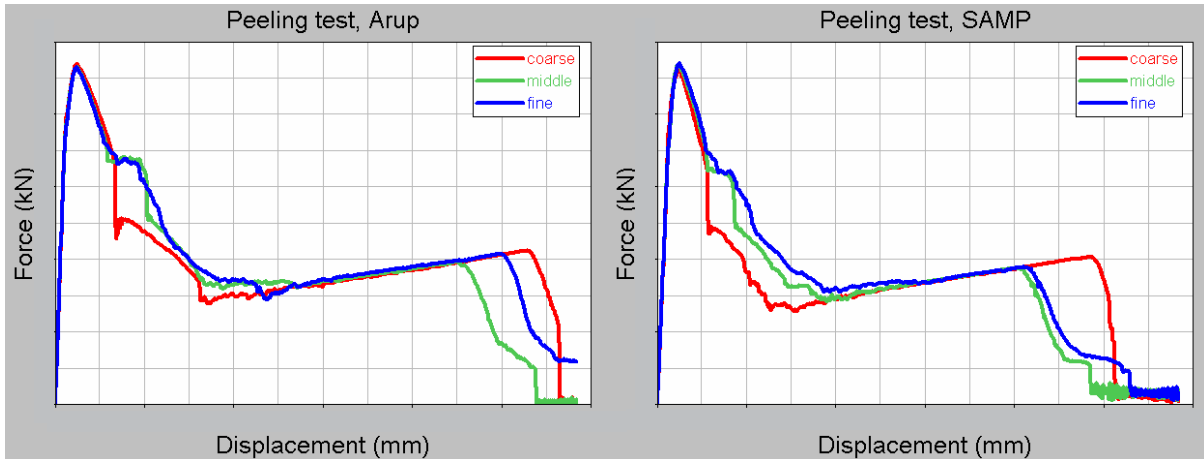 Peeling test, Arup
coarse
middle
fine
Force (kN)
Displacement (mm)
Peeling test, SAMP
coarse
middle
fine
Force (kN)
Displacement (mm)